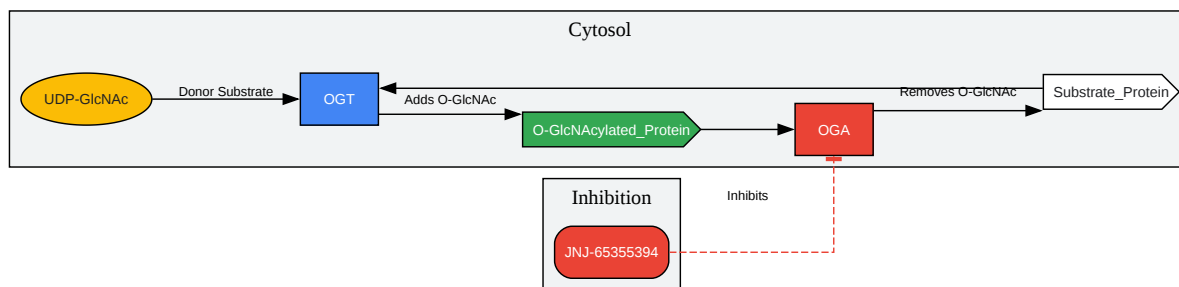 Cytosol
UDP-GlcNAc
Donor Substrate
OGT
Adds O-GlcNAc
O-GlcNAcylated_Protein
OGA
Removes O-GlcNAc
Substrate_Protein
Inhibition
JNJ-65355394
Inhibits